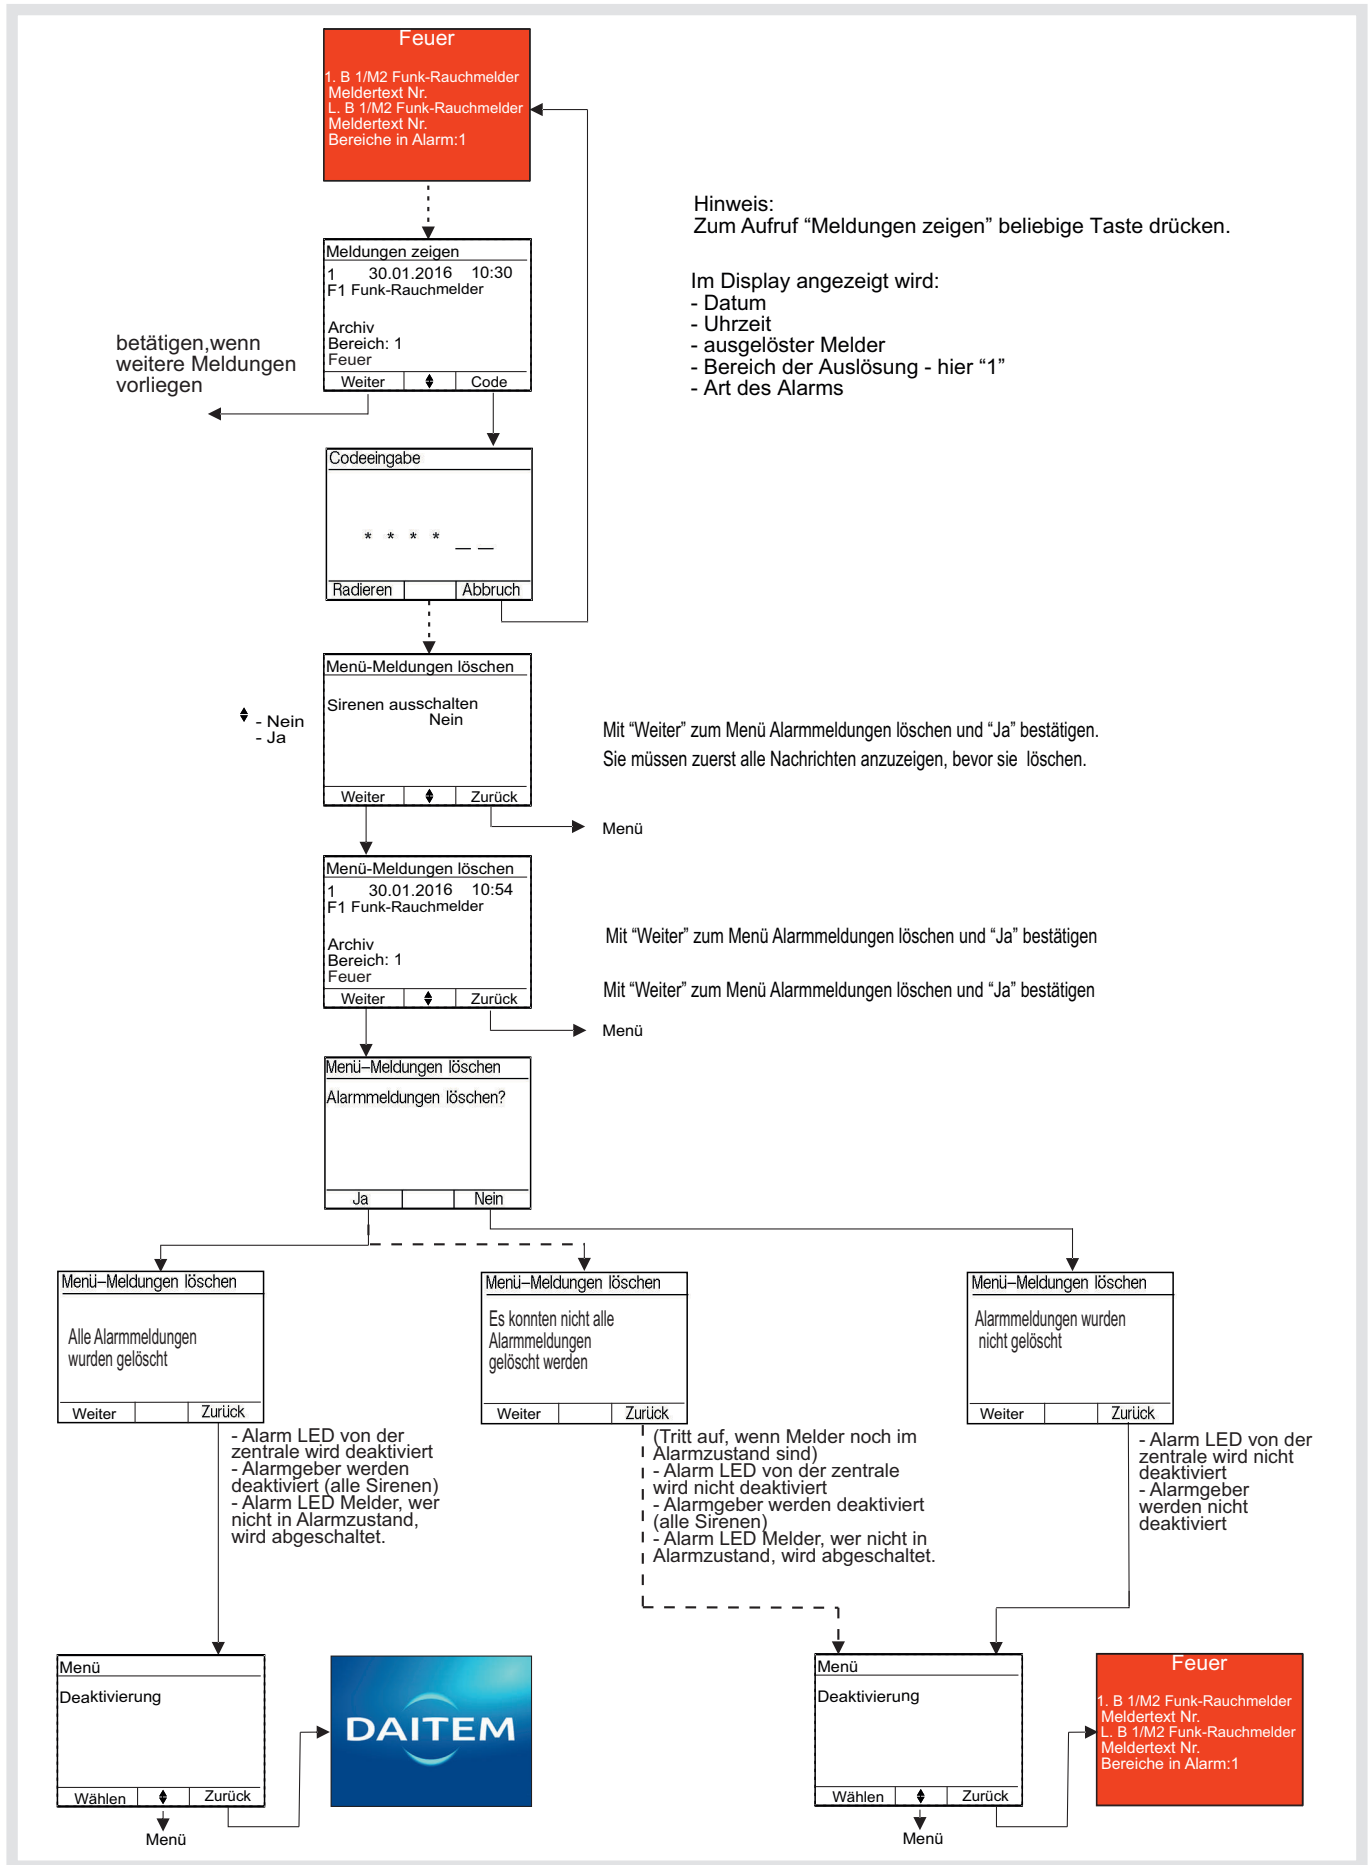 Feuer
1. B 1/M2 Funk-Rauchmelder
Meldertext Nr.
L. B 1/M2 Funk-Rauchmelder
Meldertext Nr.
Bereiche in Alarm:1
Hinweis:
Zum Aufruf “Meldungen zeigen” beliebige Taste drücken.
Im Display angezeigt wird:
- Datum
- Uhrzeit
- ausgelöster Melder
- Bereich der Auslösung - hier “1”
- Art des Alarms
Meldungen zeigen
1 30.01.2016 10:30
F1 Funk-Rauchmelder
Archiv
Bereich: 1
Feuer
Weiter Code
betätigen,wenn
weitere Meldungen
vorliegen
Codeeingabe
* * * * _ _
Radieren Abbruch
Menü-Meldungen löschen
Sirenen ausschalten
Nein
Weiter Zurück
- Nein
- Ja
Mit “Weiter” zum Menü Alarmmeldungen löschen und “Ja” bestätigen.
Sie müssen zuerst alle Nachrichten anzuzeigen, bevor sie löschen.
Menü
Menü-Meldungen löschen
1 30.01.2016 10:54
F1 Funk-Rauchmelder
Archiv
Bereich: 1
Feuer
Weiter Zurück
Mit “Weiter” zum Menü Alarmmeldungen löschen und “Ja” bestätigen
Mit “Weiter” zum Menü Alarmmeldungen löschen und “Ja” bestätigen
Menü
Menü–Meldungen löschen
Alarmmeldungen löschen?
Ja Nein
Menü–Meldungen löschen
Alle Alarmmeldungen
wurden gelöscht
Weiter Zurück
- Alarm LED von der
zentrale wird deaktiviert
- Alarmgeber werden
deaktiviert (alle Sirenen)
- Alarm LED Melder, wer
nicht in Alarmzustand,
wird abgeschaltet.
Menü–Meldungen löschen
Es konnten nicht alle
Alarmmeldungen
gelöscht werden
Weiter Zurück
(Tritt auf, wenn Melder noch im
Alarmzustand sind)
- Alarm LED von der zentrale
wird nicht deaktiviert
- Alarmgeber werden deaktiviert
(alle Sirenen)
- Alarm LED Melder, wer nicht in
Alarmzustand, wird abgeschaltet.
Menü–Meldungen löschen
Alarmmeldungen wurden
nicht gelöscht
Weiter Zurück
- Alarm LED von der
zentrale wird nicht
deaktiviert
- Alarmgeber
werden nicht
deaktiviert
Menü
Deaktivierung
Wählen Zurück
Menü
DAITEM
Menü
Deaktivierung
Wählen Zurück
Menü
Feuer
1. B 1/M2 Funk-Rauchmelder
Meldertext Nr.
L. B 1/M2 Funk-Rauchmelder
Meldertext Nr.
Bereiche in Alarm:1